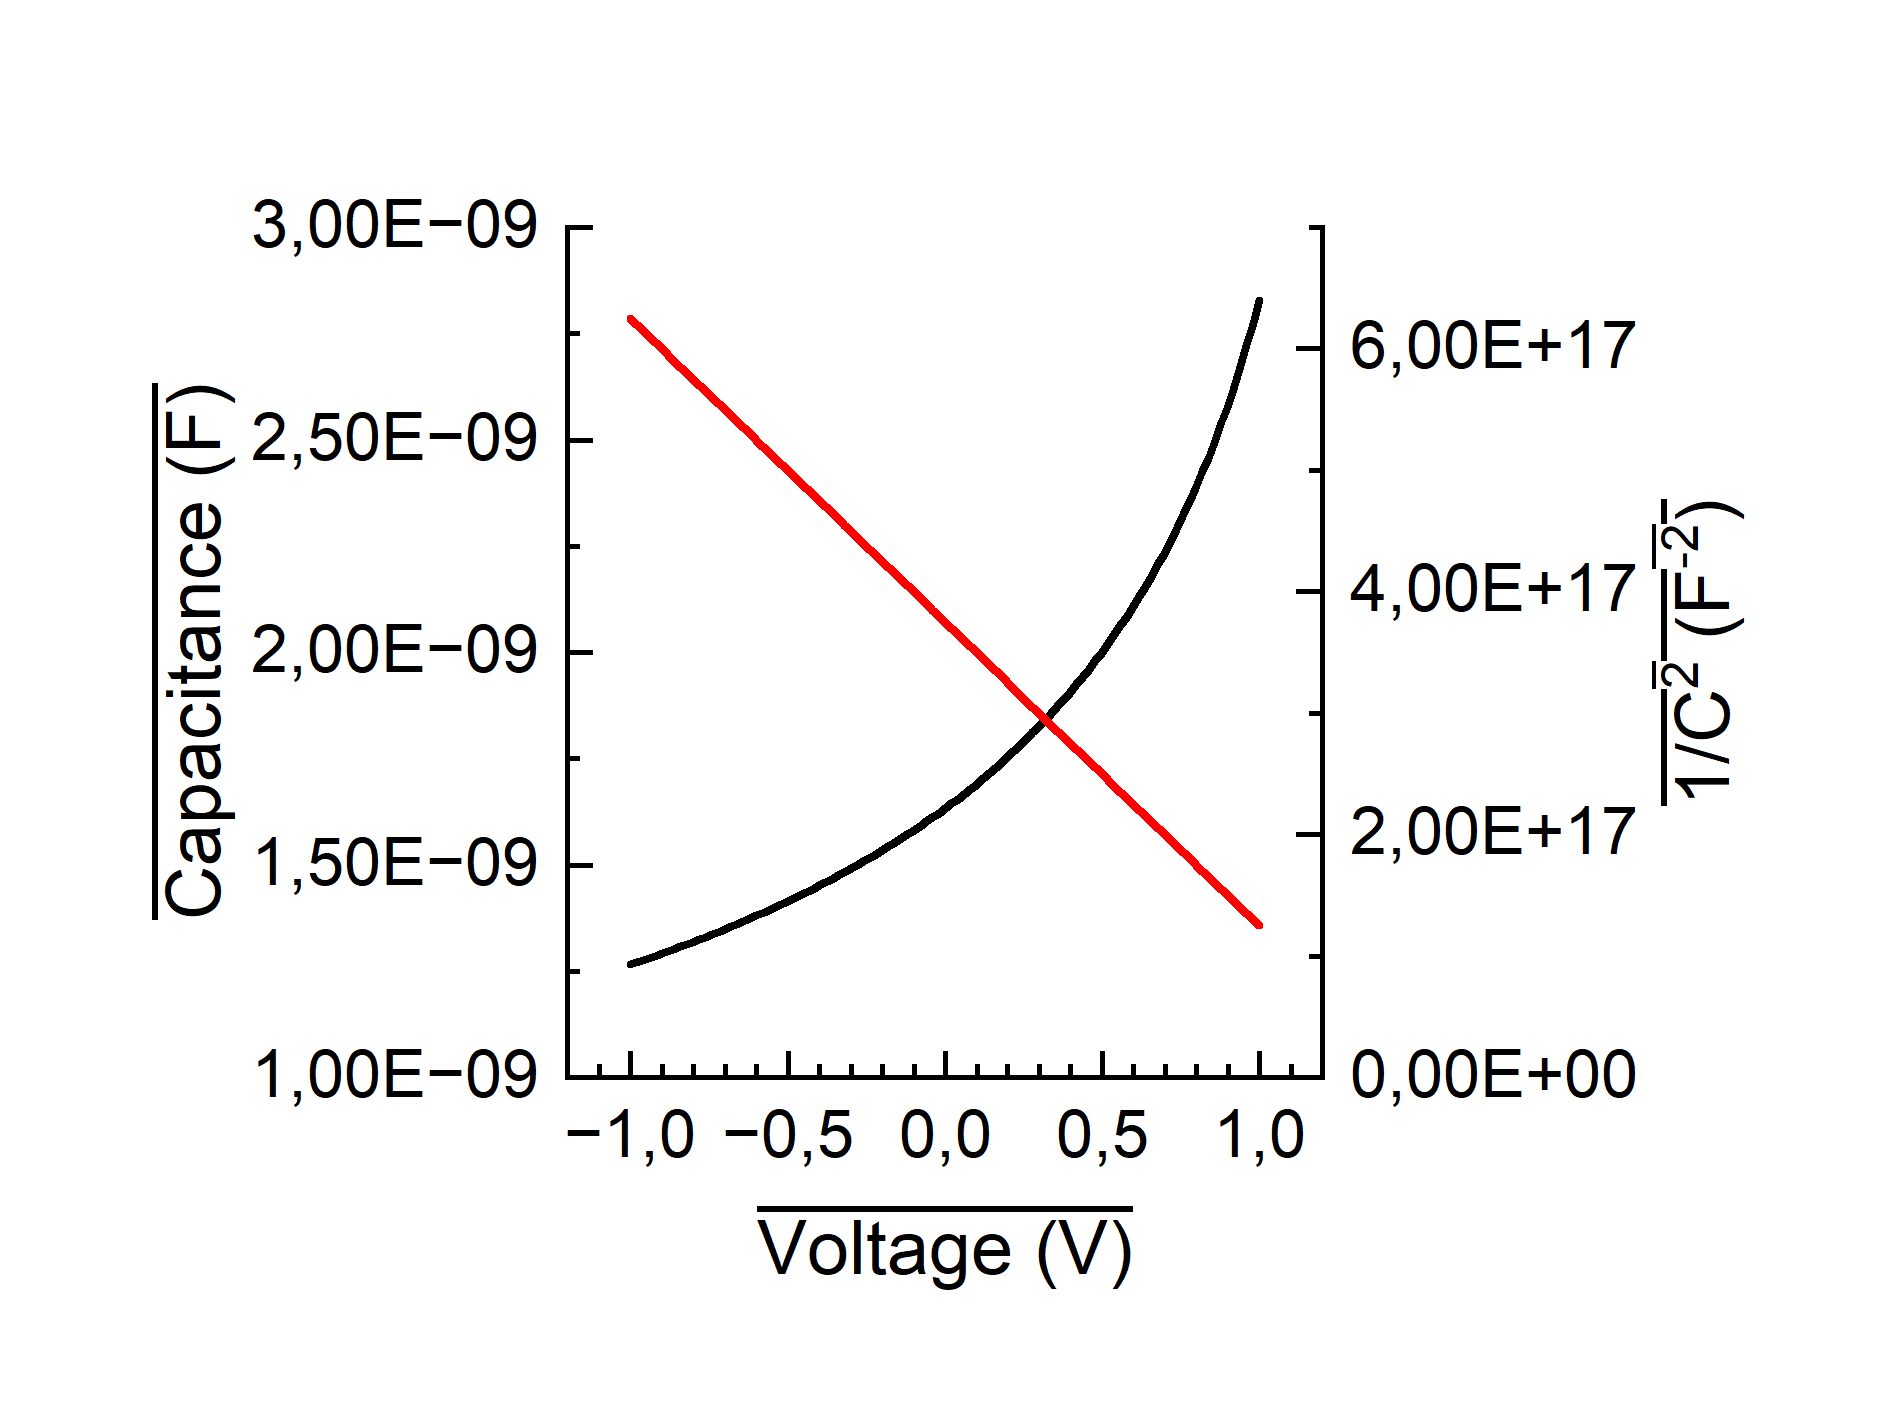 3,00E−09
2,50E−09
2,00E−09
1,50E−09
1,00E−09
Capacitance (F)
6,00E+17
4,00E+17
2,00E+17
0,00E+00
1/C² (F⁻²)
−1,0 −0,5 0,0 0,5 1,0
Voltage (V)